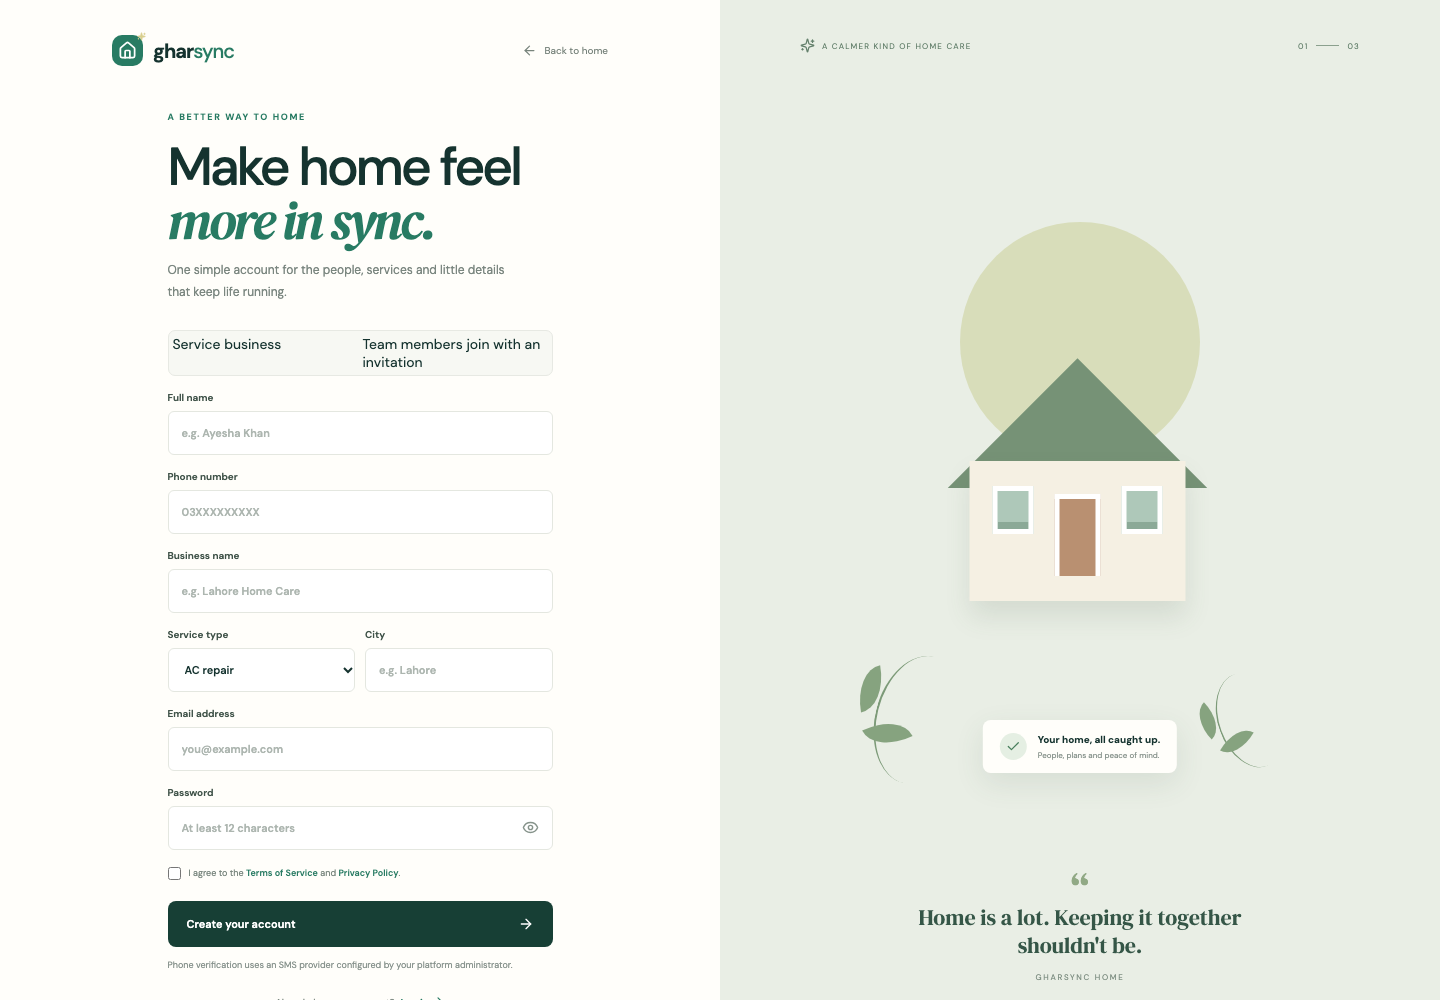 gharsync
Back to home
A BETTER WAY TO HOME
Make home feel
more in sync.
One simple account for the people, services and little details
that keep life running.
Service business
Team members join with an
invitation
Full name
e.g. Ayesha Khan
Phone number
03XXXXXXXXX
Business name
e.g. Lahore Home Care
Service type
City
AC repair
e.g. Lahore
Email address
you@example.com
Password
At least 12 characters
I agree to the Terms of Service and Privacy Policy.
Create your account
Phone verification uses an SMS provider configured by your platform administrator.
A CALMER KIND OF HOME CARE
01
03
Your home, all caught up.
People, plans and peace of mind.
“
Home is a lot. Keeping it together
shouldn't be.
GHARSYNC HOME